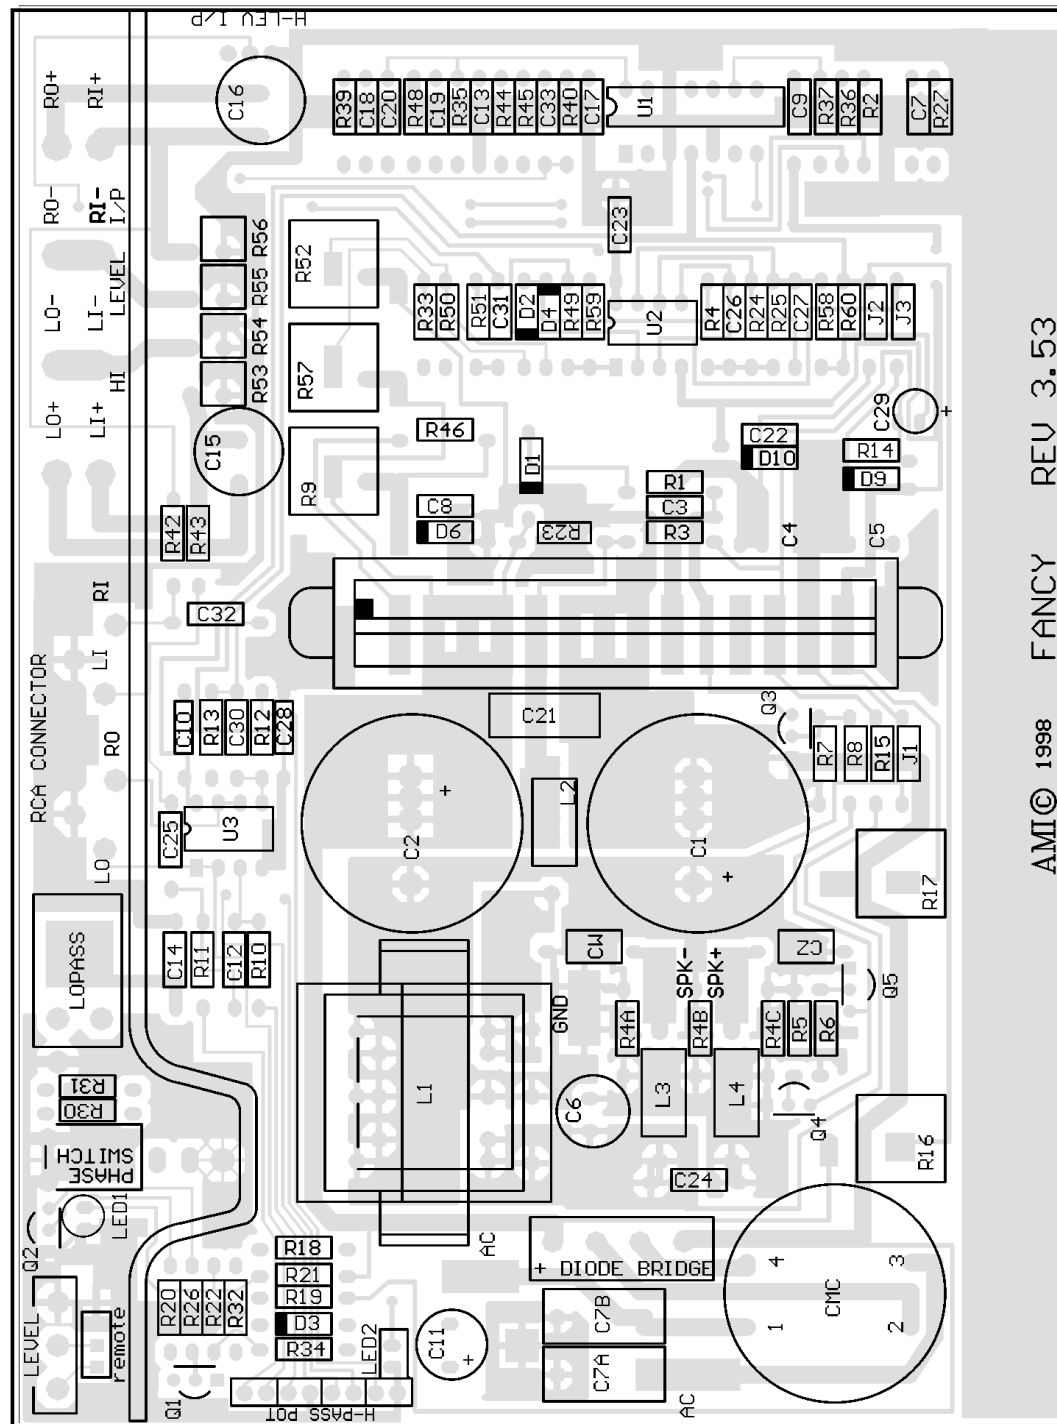 H-LEV I/P
RO+
RI+
C16
R39
C18
C20
R48
C19
R35
C13
R44
R45
C33
R40
C17
U1
C9
R37
R36
R2
C7
R27
RO-
RI-
I/P
R56
R55
R54
R53
R52
C23
LO-
LI-
LEVEL
HI
R33
R50
R51
C31
D2
D4
R49
R59
U2
R4
C26
R24
R25
C27
R58
R60
J2
J3
R57
LO+
LI+
C15
R9
R46
D1
C22
D10
C29
+
R14
D9
R1
C3
R3
C8
D6
R23
C4
C5
R42
R43
RI
C32
LI
RCA CONNECTOR
RO
LO
C10
R13
C30
R12
C28
C21
Q3
R7
R8
R15
J1
C25
U3
C2
+
L2
C1
+
R17
LOPASS
C14
R11
C12
R10
CW
SPK-
SPK+
CZ
Q5
GND
R4A
R4B
R4C
R5
R6
R31
R30
L1
C6
L3
L4
Q4
R16
PHASE
SWITCH
C24
LED1
Q2
AC
R18
R21
R19
D3
R34
+ DIODE BRIDGE
4
3
CMC
1
2
R20
R26
R22
R32
LEVEL
remote
LED2
C11
+
C7B
C7A
Q1
H-PASS POT
AC
AMI© 1998 FANCY REV 3.53